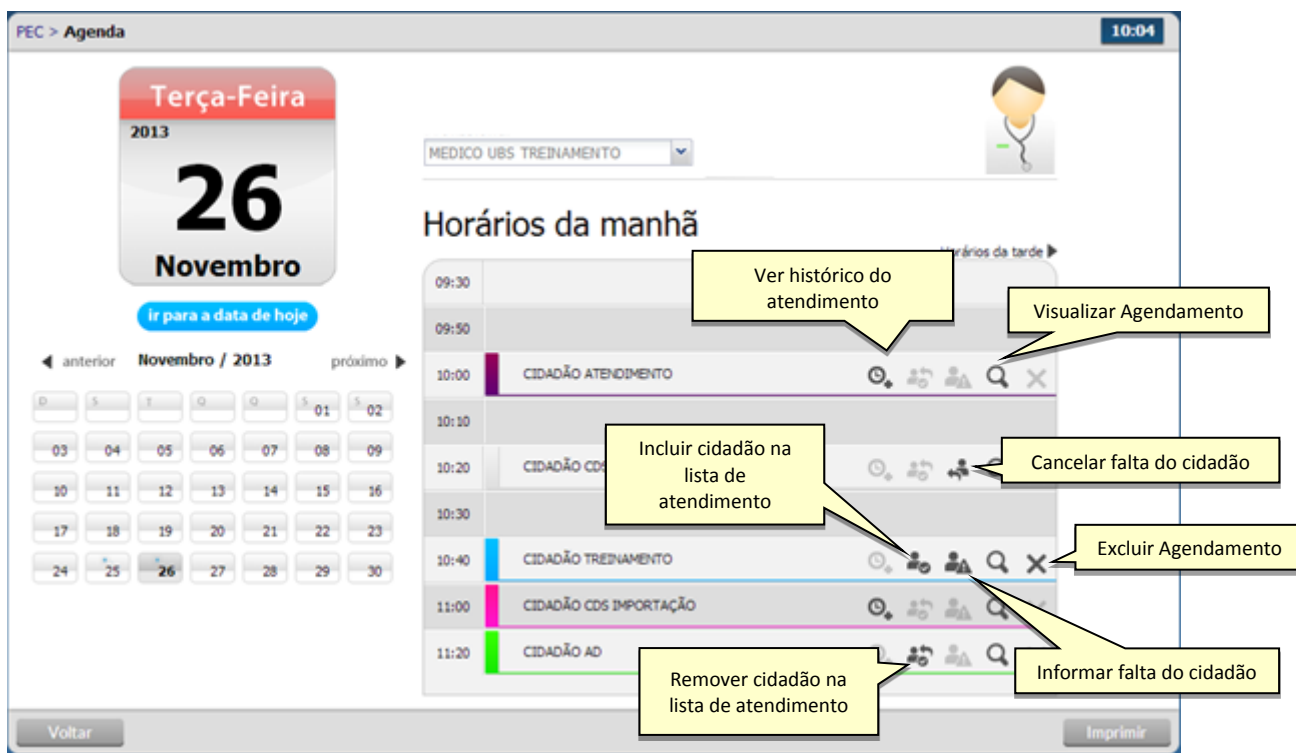 PEC > Agenda
10:04
Terça-Feira
2013
26
Novembro
ir para a data de hoje
anterior Novembro / 2013 próximo
D S T Q Q S 01 S 02
03 04 05 06 07 08 09
10 11 12 13 14 15 16
17 18 19 20 21 22 23
24 25 26 27 28 29 30
MEDICO UBS TREINAMENTO
Horários da manhã
Horários da tarde
09:30
09:50
10:00 CIDADÃO ATENDIMENTO
10:10
10:20 CIDADÃO CDS
10:30
10:40 CIDADÃO TREINAMENTO
11:00 CIDADÃO CDS IMPORTAÇÃO
11:20 CIDADÃO AD
Ver histórico do
atendimento
Visualizar Agendamento
Incluir cidadão na
lista de
atendimento
Cancelar falta do cidadão
Excluir Agendamento
Informar falta do cidadão
Remover cidadão na
lista de atendimento
Voltar
Imprimir